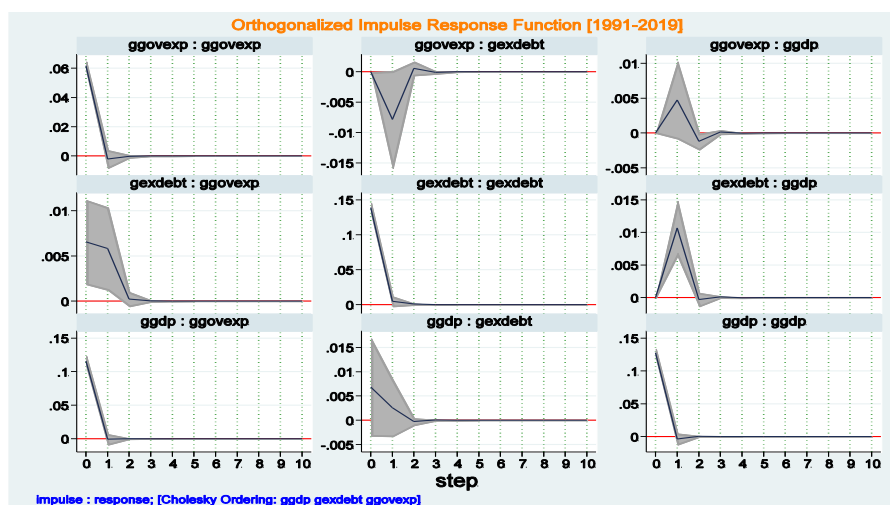 Orthogonalized Impulse Response Function [1991-2019]
ggovexp : ggovexp
ggovexp : gexdebt
ggovexp : ggdp
.06
.04
.02
0
0
-.005
-.01
-.015
.01
.005
0
-.005
gexdebt : ggovexp
gexdebt : gexdebt
gexdebt : ggdp
.01
.005
0
.15
.1
.05
0
.015
.01
.005
0
ggdp : ggovexp
ggdp : gexdebt
ggdp : ggdp
.15
.1
.05
0
.015
.01
.005
0
-.005
.15
.1
.05
0
0 1 2 3 4 5 6 7 8 9 10
0 1 2 3 4 5 6 7 8 9 10
0 1 2 3 4 5 6 7 8 9 10
step
impulse : response; [Cholesky Ordering: ggdp gexdebt ggovexp]